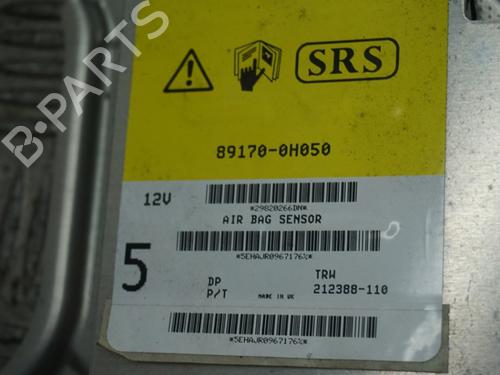 SRS
89170-0H050
12V
*29820266DN*
AIR BAG SENSOR
*5EHAJR0967176%*
5
DP
TRW
P/T
MADE IN UK
212388-110
*5EHAJR0967176%*
B-PARTS